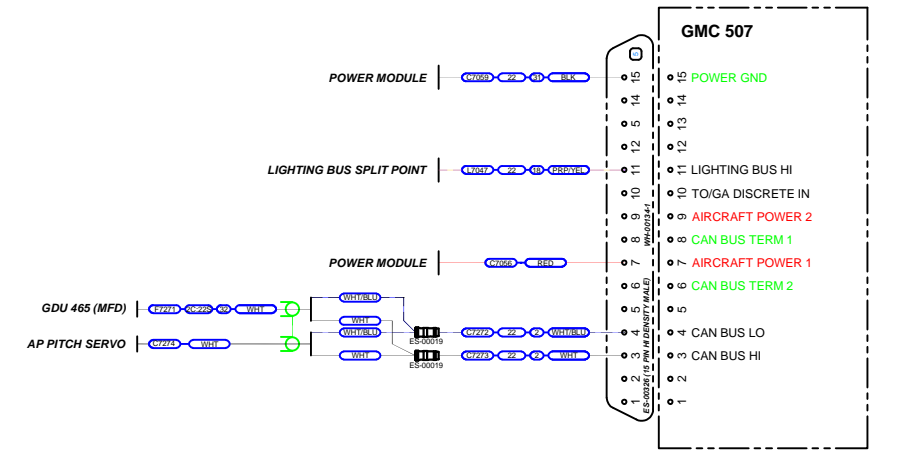 GMC 507
5
POWER MODULE C7059 22 31 BLK 15 15 POWER GND
14 14
5 13
12 12
LIGHTING BUS SPLIT POINT L7047 22 18 PRP/YEL 11 11 LIGHTING BUS HI
10 10 TO/GA DISCRETE IN
9 9 AIRCRAFT POWER 2
8 8 CAN BUS TERM 1
POWER MODULE C7056 RED 7 7 AIRCRAFT POWER 1
6 6 CAN BUS TERM 2
WHT/BLU
GDU 465 (MFD) F7271 2C-22S 32 WHT 5 5
WHT
WHT/BLU C7272 22 2 WHT/BLU 4 4 CAN BUS LO
ES-00019
AP PITCH SERVO C7274 WHT
WHT C7273 22 2 WHT 3 3 CAN BUS HI
ES-00019
2 2
1 1
WH-00134-1
ES-00326 (15 PIN HI DENSITY MALE)